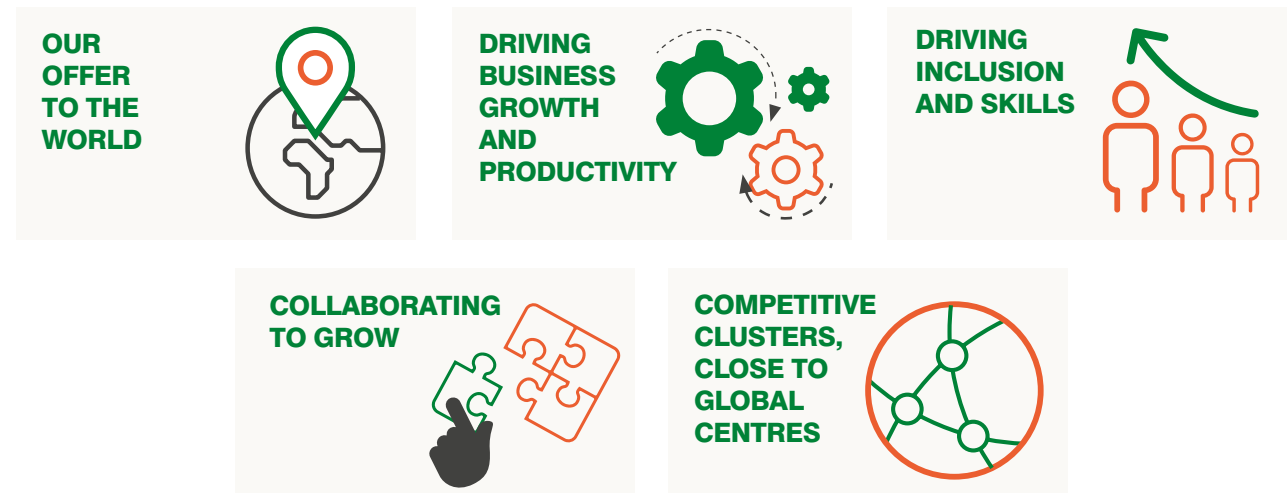 OUR
OFFER
TO THE
WORLD
DRIVING
BUSINESS
GROWTH
AND
PRODUCTIVITY
DRIVING
INCLUSION
AND SKILLS
COLLABORATING
TO GROW
COMPETITIVE
CLUSTERS,
CLOSE TO
GLOBAL
CENTRES